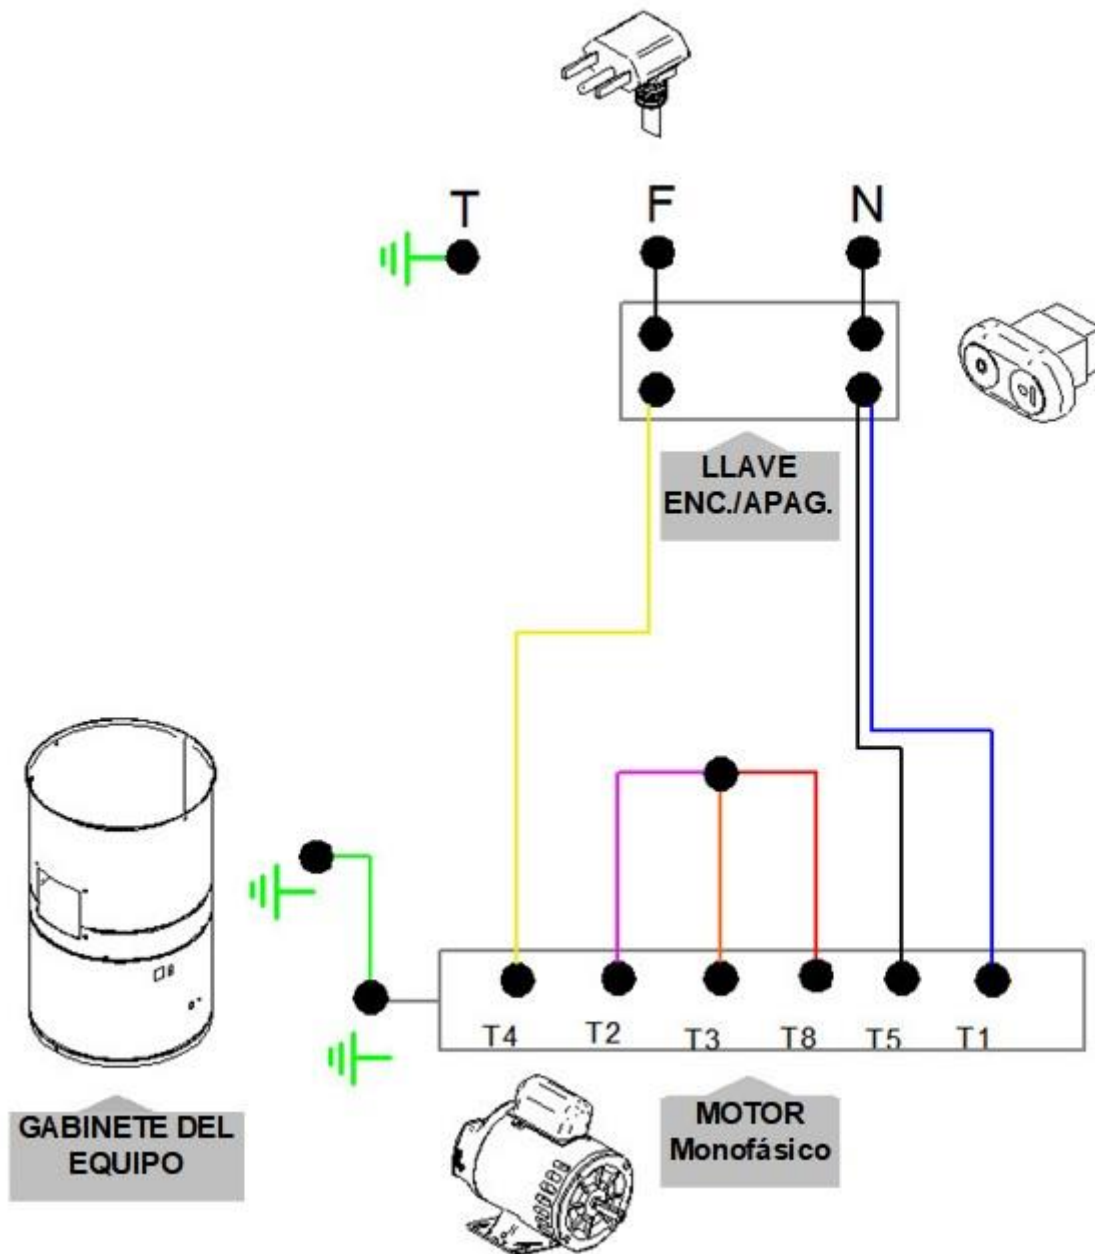 T F N
LLAVE
ENC./APAG.
T4 T2 T3 T8 T5 T1
GABINETE DEL
EQUIPO
MOTOR
Monofásico